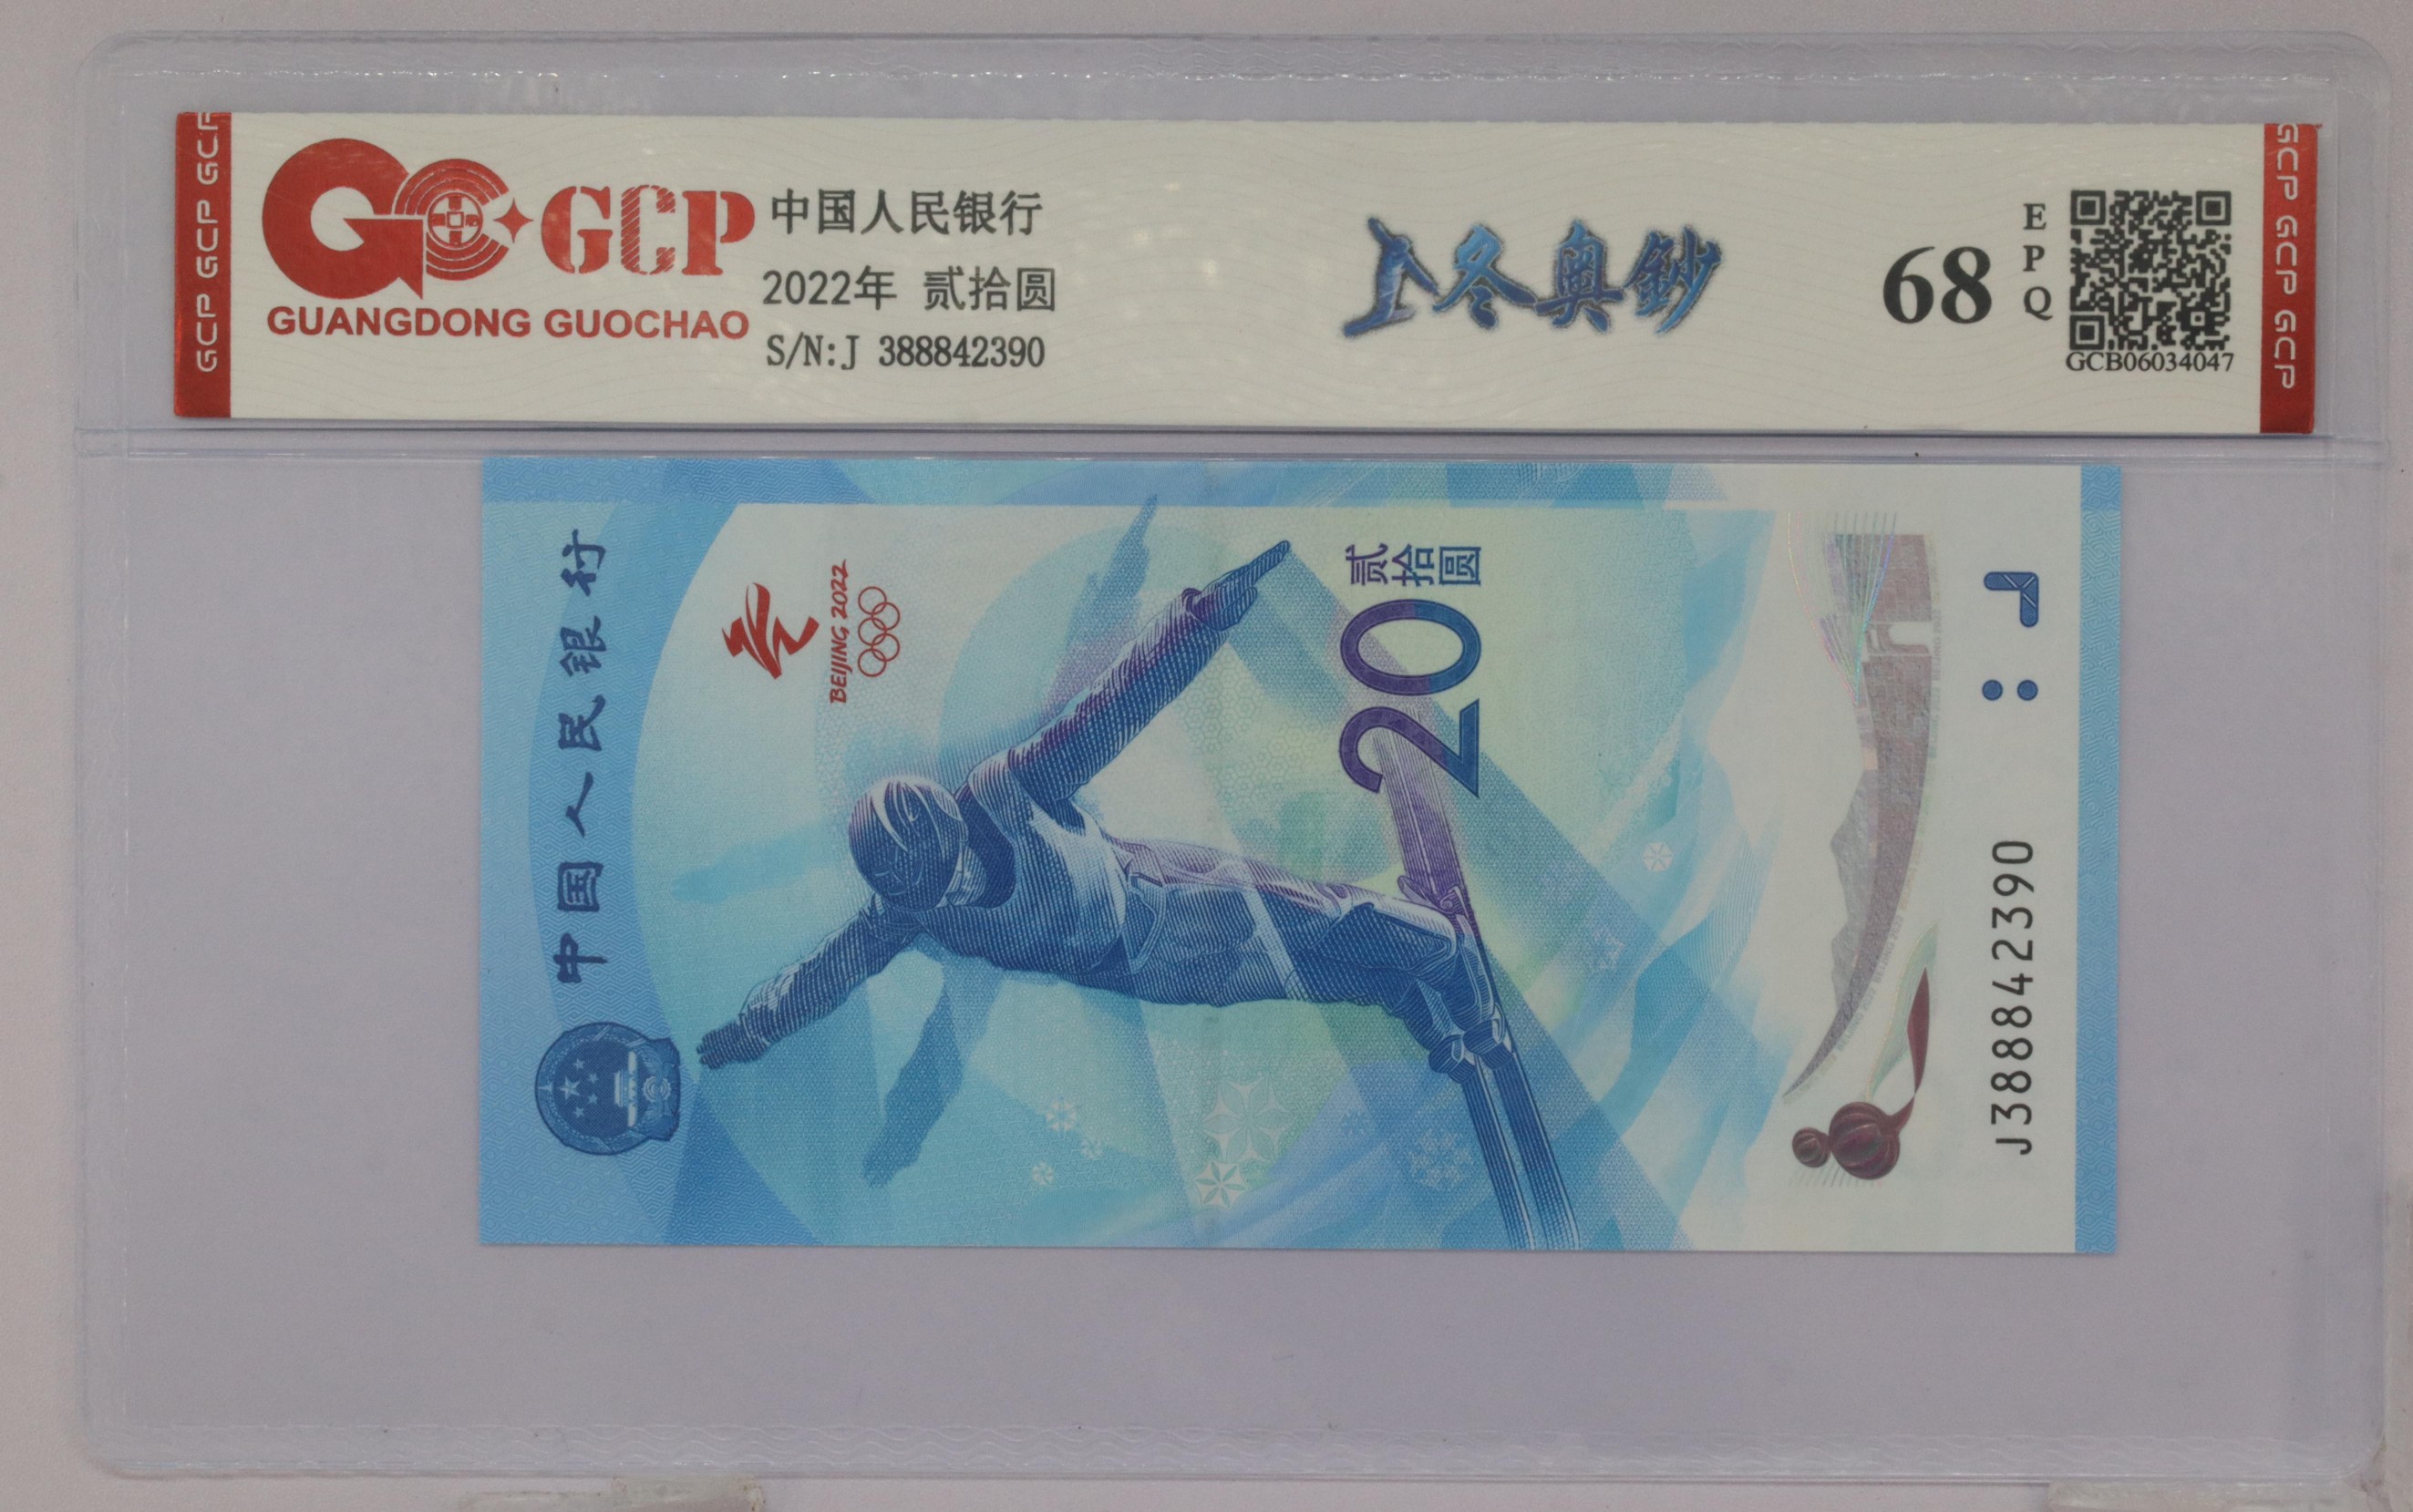 GCP GCP GCP
GCP
GUANGDONG GUOCHAO
中国人民银行
2022年 贰拾圆
S/N:J 388842390
冬奥鈔
68
EPQ
GCB06034047
GCP GCP GCP
中国人民银行
BEIJING 2022
贰拾圆
20
J388842390